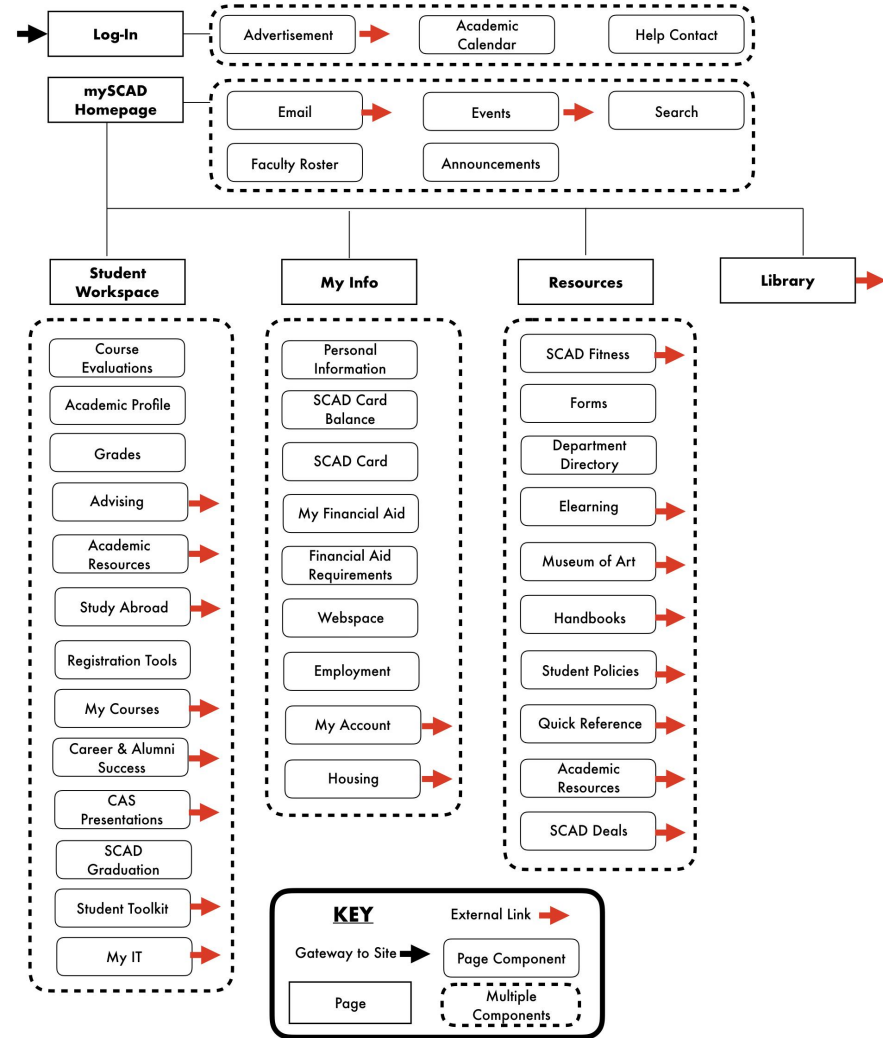 Log-In
Advertisement
Academic
Calendar
Help Contact
mySCAD
Homepage
Email
Events
Search
Faculty Roster
Announcements
Student
Workspace
My Info
Resources
Library
Course
Evaluations
Academic Profile
Grades
Advising
Academic
Resources
Study Abroad
Registration Tools
My Courses
Career & Alumni
Success
CAS
Presentations
SCAD
Graduation
Student Toolkit
My IT
Personal
Information
SCAD Card
Balance
SCAD Card
My Financial Aid
Financial Aid
Requirements
Webspace
Employment
My Account
Housing
SCAD Fitness
Forms
Department
Directory
Elearning
Museum of Art
Handbooks
Student Policies
Quick Reference
Academic
Resources
SCAD Deals
KEY
External Link
Gateway to Site
Page Component
Page
Multiple
Components